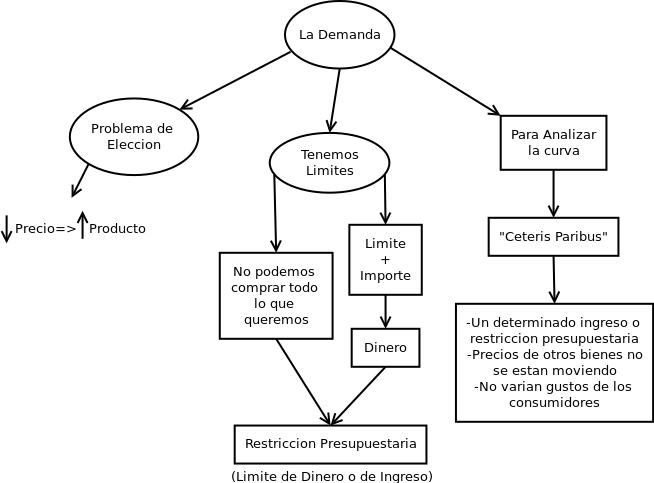 La Demanda
Problema de
Eleccion
Precio=>
Producto
Tenemos
Limites
No podemos
comprar todo
lo que
queremos
Limite
+
Importe
Dinero
Restriccion Presupuestaria
(Limite de Dinero o de Ingreso)
Para Analizar
la curva
"Ceteris Paribus"
-Un determinado ingreso o
restriccion presupuestaria
-Precios de otros bienes no
se estan moviendo
-No varian gustos de los
consumidores